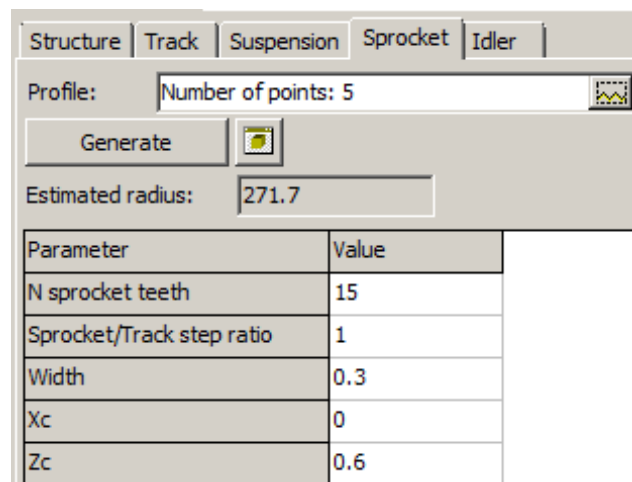 Structure Track Suspension Sprocket Idler
Profile: Number of points: 5
Generate
Estimated radius: 271.7
Parameter Value
N sprocket teeth 15
Sprocket/Track step ratio 1
Width 0.3
Xc 0
Zc 0.6